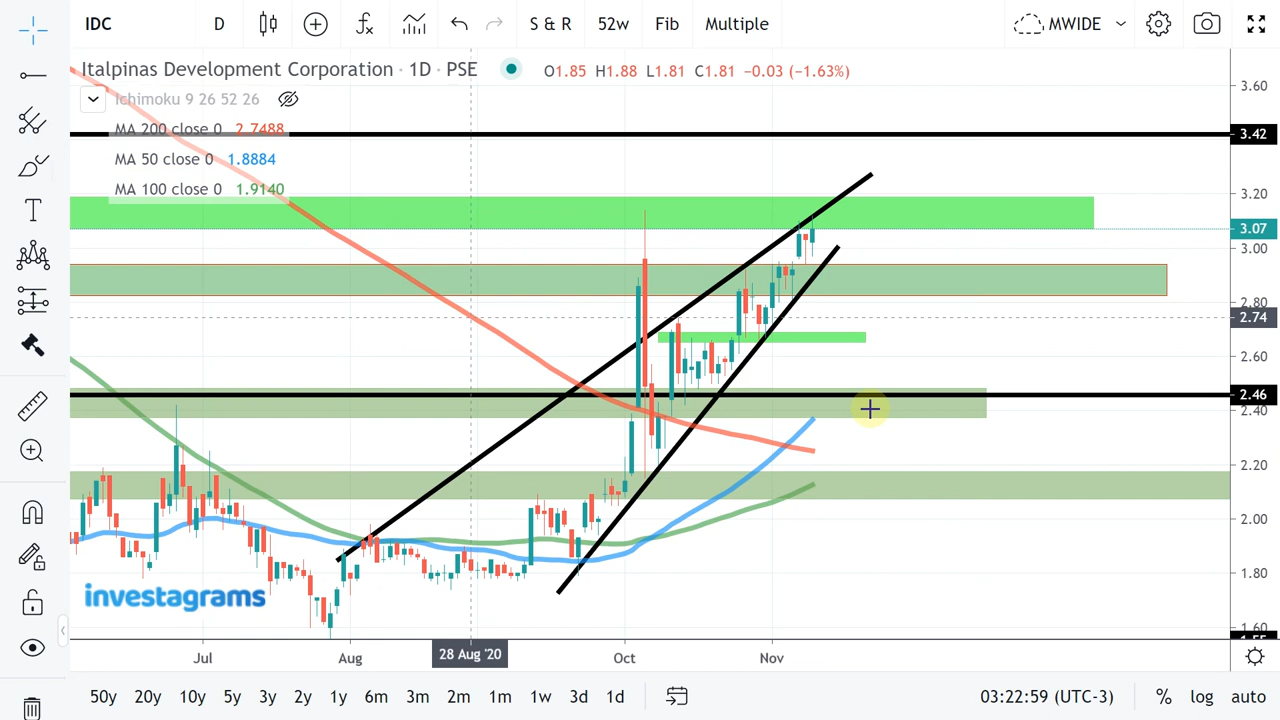 IDC D S & R 52w Fib Multiple MWIDE
Italpinas Development Corporation · 1D · PSE O1.85 H1.88 L1.81 C1.81 −0.03 (−1.63%)
Ichimoku 9 26 52 26
MA 200 close 0 2.7488
MA 50 close 0 1.8884
MA 100 close 0 1.9140
3.60
3.42
3.20
3.07
3.00
2.80
2.74
2.60
2.46
2.40
2.20
2.00
1.80
1.60
investagrams
Jul Aug 28 Aug '20 Oct Nov
50y 20y 10y 5y 3y 2y 1y 6m 3m 2m 1m 1w 3d 1d 03:22:59 (UTC-3) % log auto